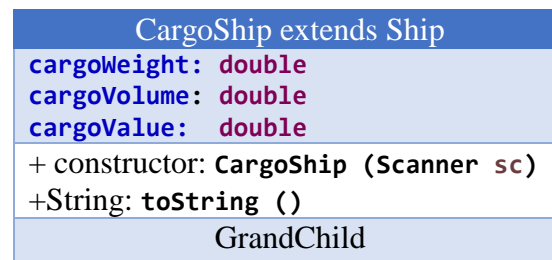 CargoShip extends Ship
cargoWeight: double
cargoVolume: double
cargoValue: double
+ constructor: CargoShip (Scanner sc)
+String: toString ()
GrandChild